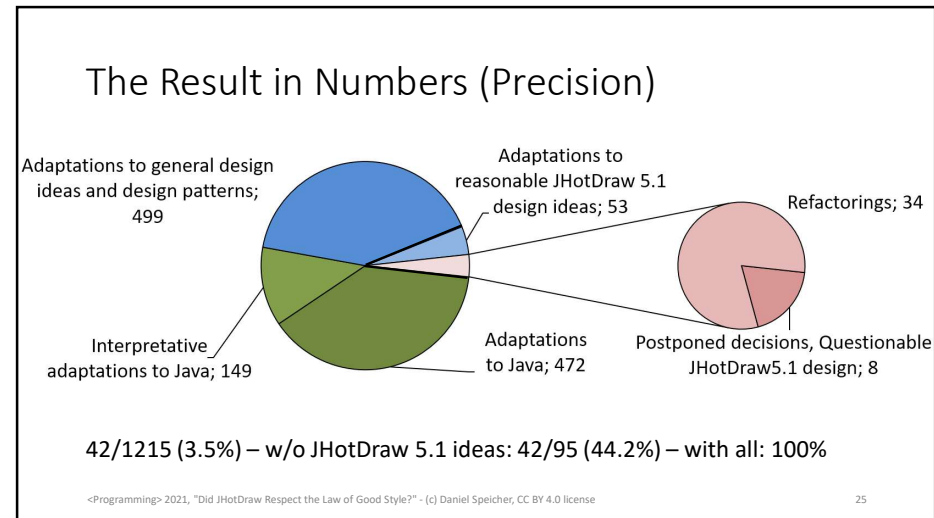 The Result in Numbers (Precision)
Adaptations to general design
ideas and design patterns;
499
Adaptations to
reasonable JHotDraw 5.1
design ideas; 53
Refactorings; 34
Interpretative
adaptations to Java; 149
Adaptations
to Java; 472
Postponed decisions, Questionable
JHotDraw5.1 design; 8
42/1215 (3.5%) – w/o JHotDraw 5.1 ideas: 42/95 (44.2%) – with all: 100%
<Programming> 2021, "Did JHotDraw Respect the Law of Good Style?" - (c) Daniel Speicher, CC BY 4.0 license
25